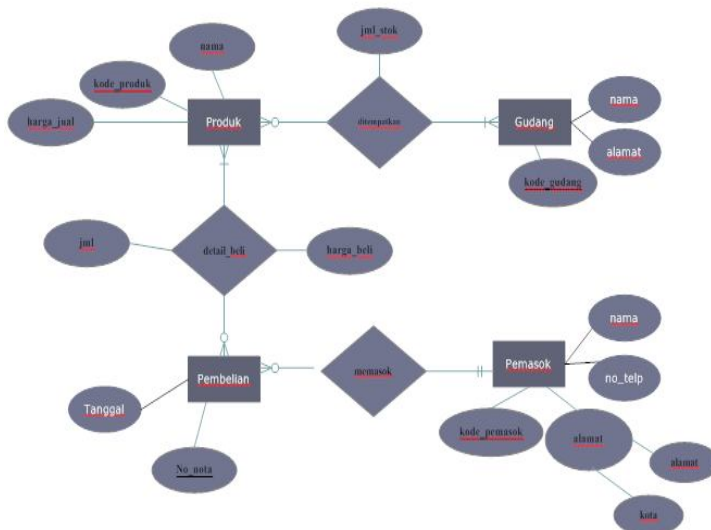 nama
jml_stok
kode_produk
harga_jual
Produk
ditempatkan
Gudang
nama
alamat
kode_gudang
jml
detail_beli
harga_beli
Pembelian
memasok
Pemasok
nama
no_telp
Tanggal
kode_pemasok
alamat
alamat
No_nota
kota